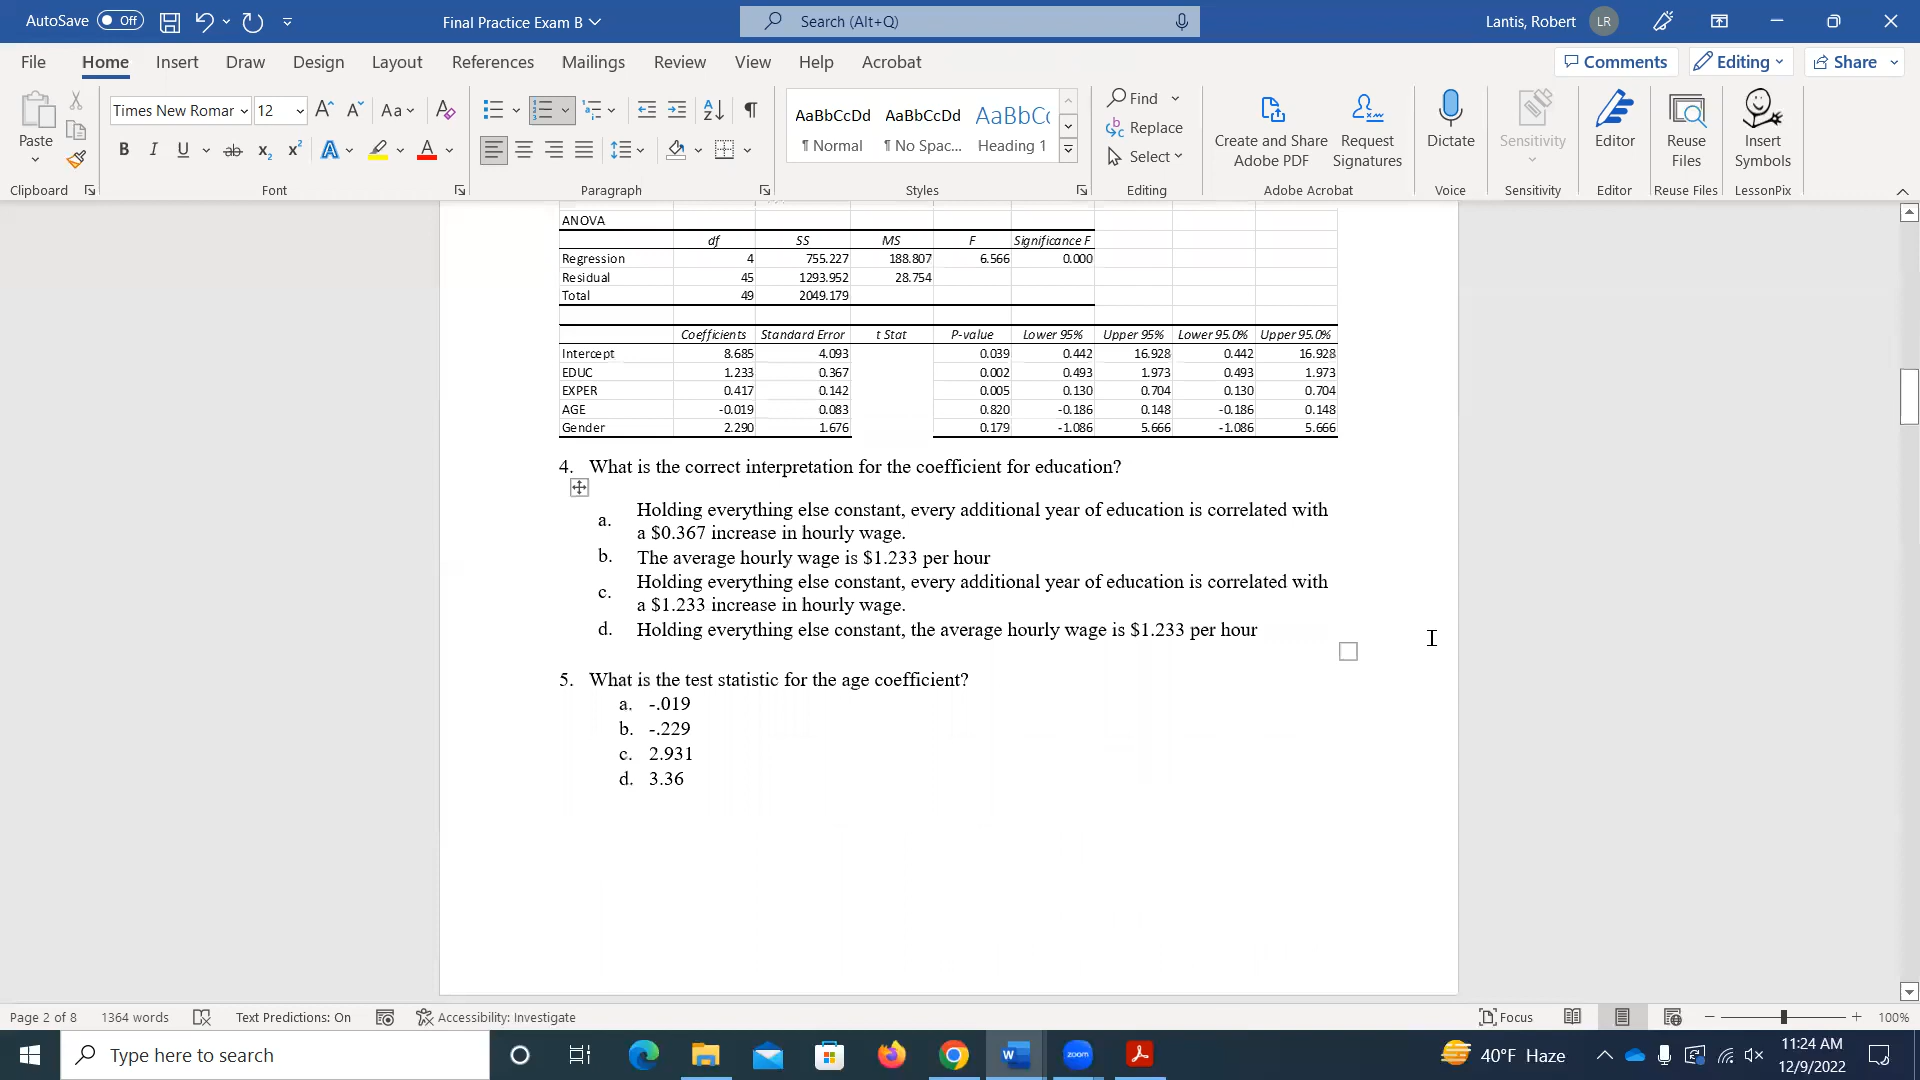 AutoSave Off Final Practice Exam B Search (Alt+Q) Lantis, Robert LR
File Home Insert Draw Design Layout References Mailings Review View Help Acrobat Comments Editing Share
Paste
Clipboard
Times New Romar 12 Aa
Font
Paragraph
AaBbCcDd AaBbCcDd AaBbCc
¶ Normal ¶ No Spac... Heading 1
Styles
Find
Replace
Select
Editing
Create and Share Adobe PDF
Request Signatures
Adobe Acrobat
Dictate
Voice
Sensitivity
Sensitivity
Editor
Editor
Reuse Files
Reuse Files
Insert Symbols
LessonPix
ANOVA
df SS MS F Significance F
Regression 4 755.227 188.807 6.566 0.000
Residual 45 1293.952 28.754
Total 49 2049.179
Coefficients Standard Error t Stat P-value Lower 95% Upper 95% Lower 95.0% Upper 95.0%
Intercept 8.685 4.093 0.039 0.442 16.928 0.442 16.928
EDUC 1.233 0.367 0.002 0.493 1.973 0.493 1.973
EXPER 0.417 0.142 0.005 0.130 0.704 0.130 0.704
AGE -0.019 0.083 0.820 -0.186 0.148 -0.186 0.148
Gender 2.290 1.676 0.179 -1.086 5.666 -1.086 5.666
4. What is the correct interpretation for the coefficient for education?
a. Holding everything else constant, every additional year of education is correlated with
a $0.367 increase in hourly wage.
b. The average hourly wage is $1.233 per hour
c. Holding everything else constant, every additional year of education is correlated with
a $1.233 increase in hourly wage.
d. Holding everything else constant, the average hourly wage is $1.233 per hour
5. What is the test statistic for the age coefficient?
a. -.019
b. -.229
c. 2.931
d. 3.36
Page 2 of 8 1364 words Text Predictions: On Accessibility: Investigate Focus 100%
Type here to search zoom 40°F Haze 11:24 AM
12/9/2022